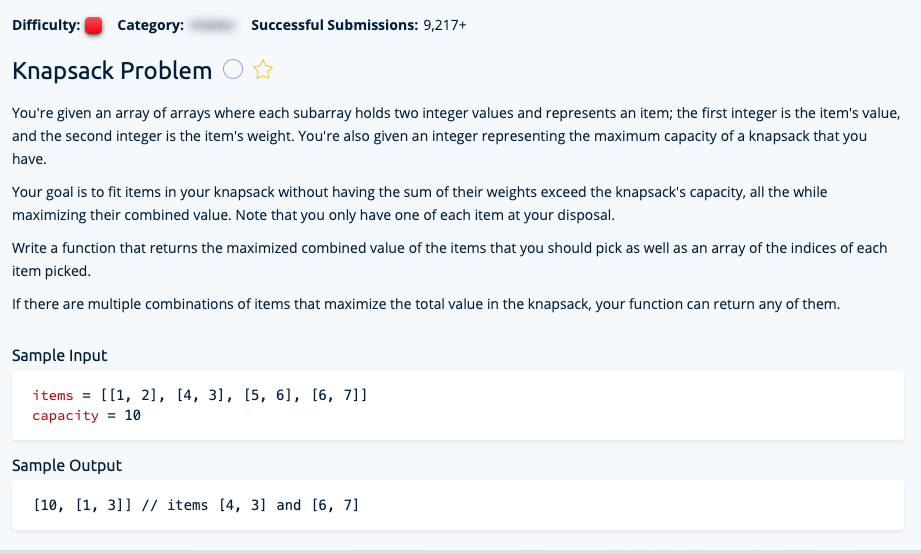 Difficulty: Category: Successful Submissions: 9,217+
Knapsack Problem
You're given an array of arrays where each subarray holds two integer values and represents an item; the first integer is the item's value,
and the second integer is the item's weight. You're also given an integer representing the maximum capacity of a knapsack that you
have.
Your goal is to fit items in your knapsack without having the sum of their weights exceed the knapsack's capacity, all the while
maximizing their combined value. Note that you only have one of each item at your disposal.
Write a function that returns the maximized combined value of the items that you should pick as well as an array of the indices of each
item picked.
If there are multiple combinations of items that maximize the total value in the knapsack, your function can return any of them.
Sample Input
items = [[1, 2], [4, 3], [5, 6], [6, 7]]
capacity = 10
Sample Output
[10, [1, 3]] // items [4, 3] and [6, 7]